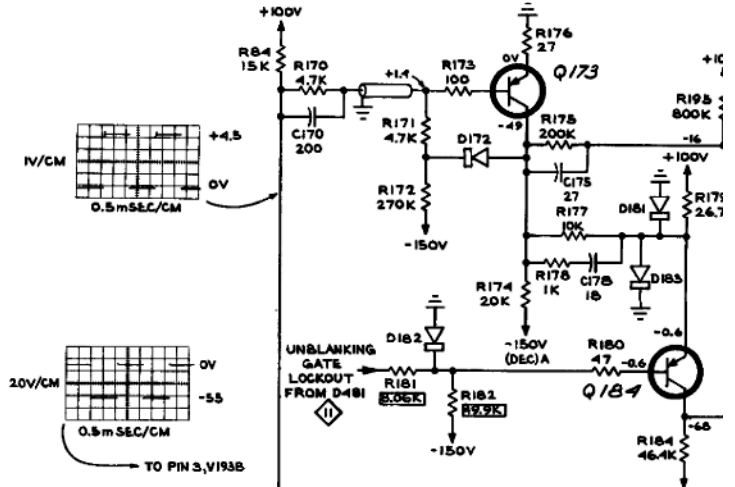 +100V
R84
15K
R170
4.7K
C170
200
+1.4
R173
100
R171
4.7K
R172
270K
-150V
D172
R176
27
0V
Q173
-49
R175
200K
C175
27
R177
10K
R178
1K
C178
18
R174
20K
-150V
(DEC)A
-16
R195
800K
+100V
D181
D183
-0.6
1V/CM
+4.5
0V
0.5mSEC/CM
20V/CM
0V
-55
0.5mSEC/CM
TO PIN 3, V193B
UNBLANKING
GATE
LOCKOUT
FROM D481
11
D182
R181
8.06K
R182
R180
47
-0.6
Q184
-68
R184
46.4K
-150V